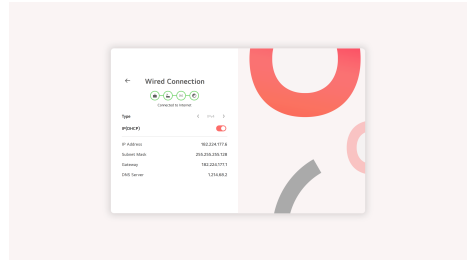 Wired Connection
Connected to Internet
Type
IP(DHCP)
IP Address 192.224.177.6
Subnet Mask 255.255.255.128
Gateway 192.224.177.1
DNS Server 1.214.68.2